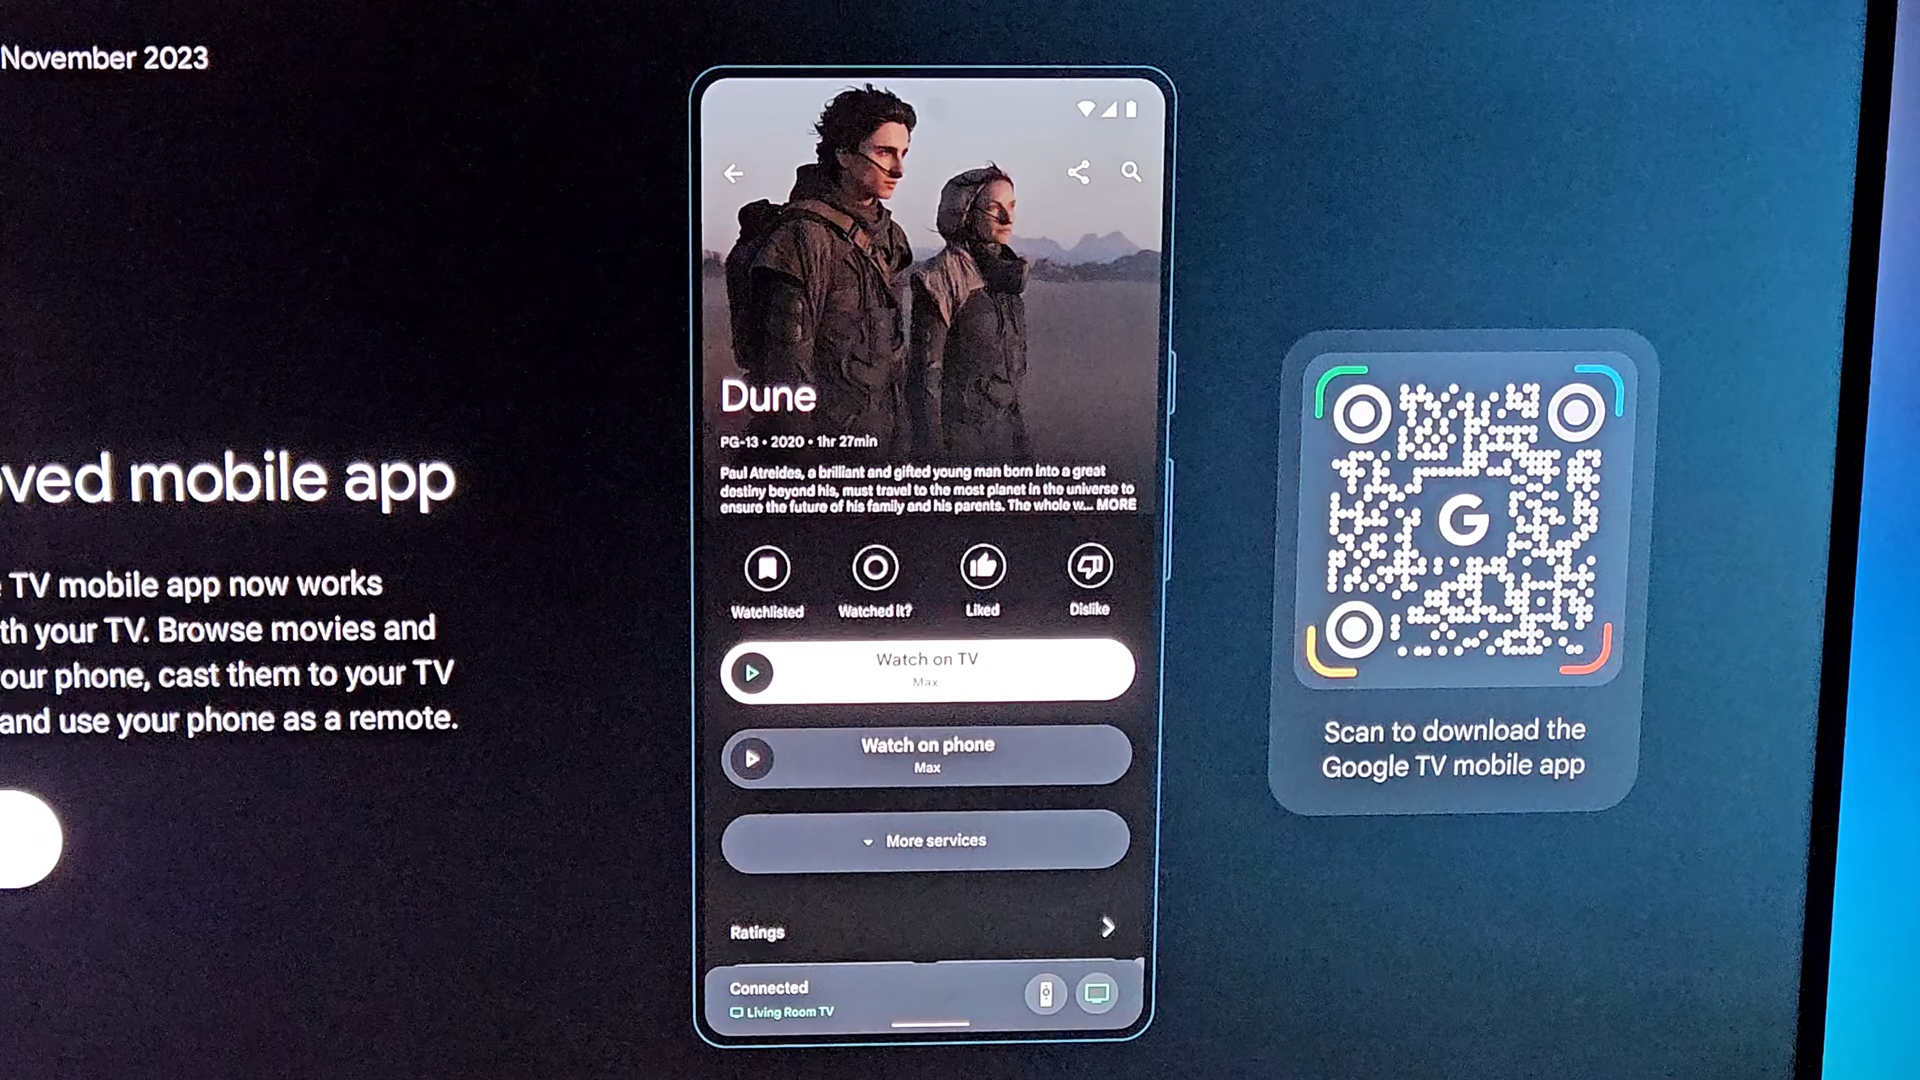 November 2023
oved mobile app
TV mobile app now works
th your TV. Browse movies and
our phone, cast them to your TV
and use your phone as a remote.
Dune
PG-13 • 2020 • 1hr 27min
Paul Atreides, a brilliant and gifted young man born into a great
destiny beyond his, must travel to the most planet in the universe to
ensure the future of his family and his parents. The whole w... MORE
Watchlisted
Watched it?
Liked
Dislike
Watch on TV
Max
Watch on phone
Max
More services
Ratings
Connected
Living Room TV
G
Scan to download the
Google TV mobile app